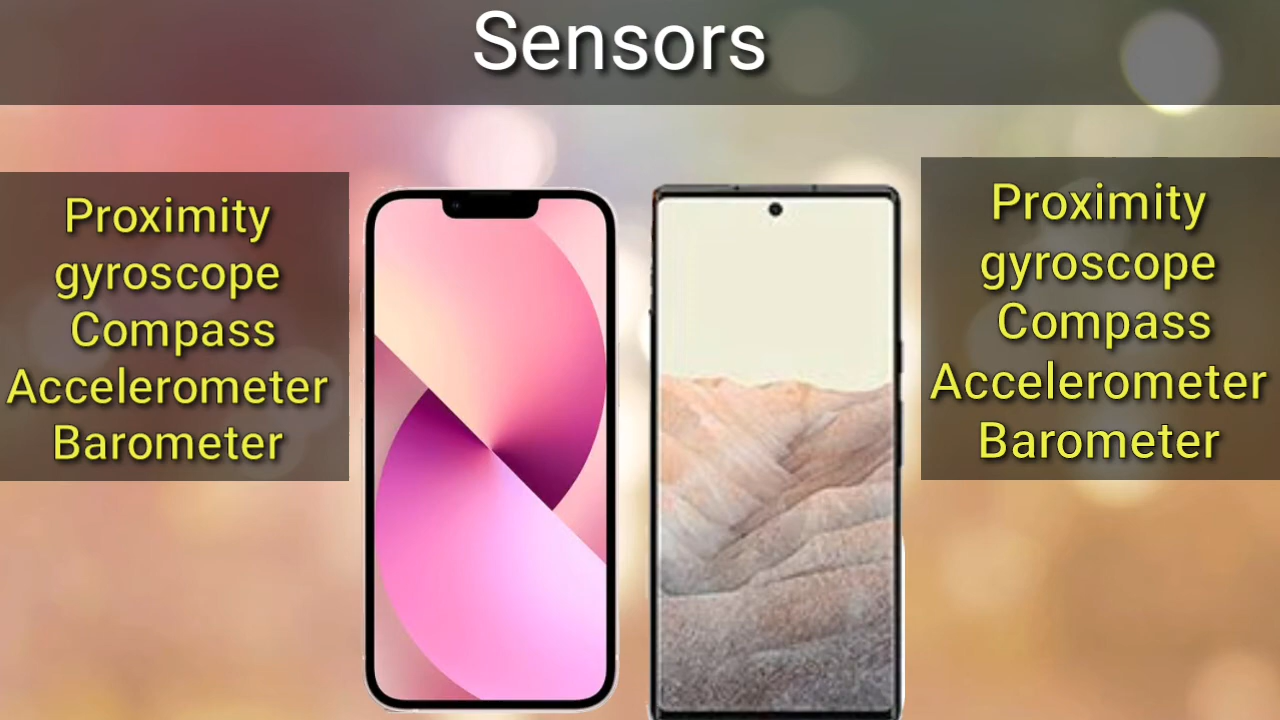 Sensors
Proximity
gyroscope
Compass
Accelerometer
Barometer
Proximity
gyroscope
Compass
Accelerometer
Barometer